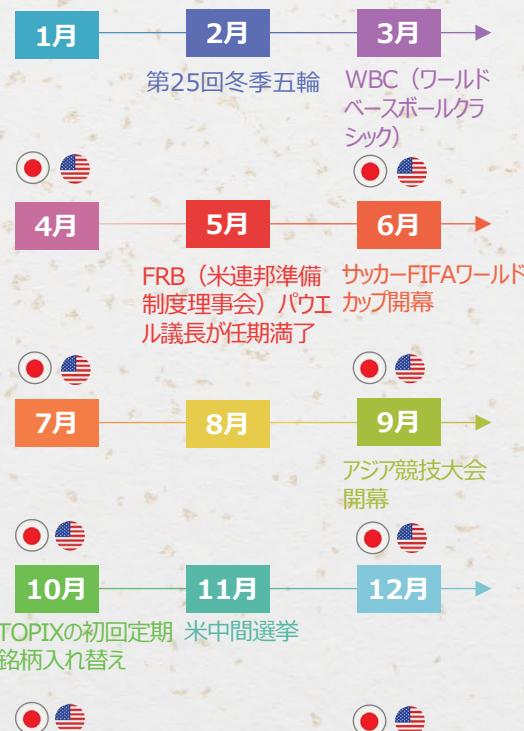 1月
2月
3月
第25回冬季五輪
WBC（ワールド
ベースボールクラ
シック）
4月
5月
6月
FRB（米連邦準備
制度理事会）パウエ
ル議長が任期満了
サッカーFIFAワールド
カップ開幕
7月
8月
9月
アジア競技大会
開幕
10月
11月
12月
TOPIXの初回定期
銘柄入れ替え
米中間選挙